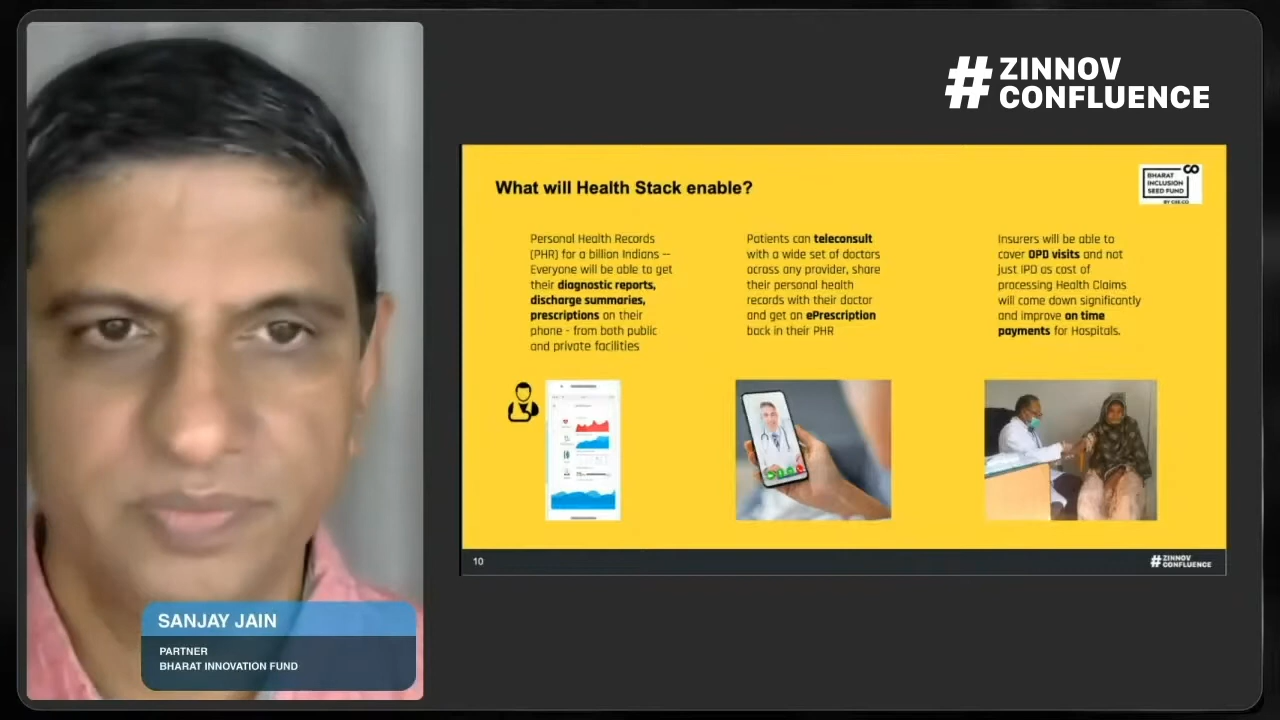 # ZINNOV
CONFLUENCE
What will Health Stack enable?
BHARAT
INCLUSION
SEED FUND
BY CIIE.CO
Personal Health Records
(PHR) for a billion Indians –
Everyone will be able to get
their diagnostic reports,
discharge summaries,
prescriptions on their
phone - from both public
and private facilities
Patients can teleconsult
with a wide set of doctors
across any provider, share
their personal health
records with their doctor
and get an ePrescription
back in their PHR
Insurers will be able to
cover OPD visits and not
just IPD as cost of
processing Health Claims
will come down significantly
and improve on time
payments for Hospitals.
10
# ZINNOV
CONFLUENCE
SANJAY JAIN
PARTNER
BHARAT INNOVATION FUND